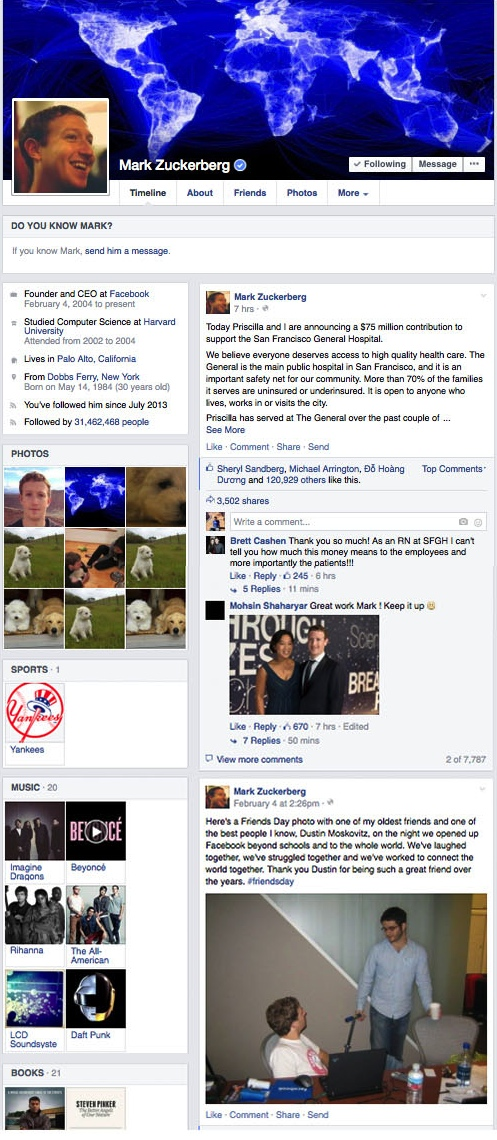 Mark Zuckerberg
Following
Message
Timeline
About
Friends
Photos
More
DO YOU KNOW MARK?
If you know Mark, send him a message.
Founder and CEO at Facebook
February 4, 2004 to present
Studied Computer Science at Harvard
University
Attended from 2002 to 2004
Lives in Palo Alto, California
From Dobbs Ferry, New York
Born on May 14, 1984 (30 years old)
You've followed him since July 2013
Followed by 31,462,468 people
PHOTOS
SPORTS · 1
Yankees
Yankees
MUSIC · 20
BEYONCÉ
Imagine
Dragons
Beyoncé
Rihanna
The All-
American
LCD
Soundsyste
Daft Punk
BOOKS · 21
STEVEN PINKER
The Better Angels
of Our Nature
Mark Zuckerberg
7 hrs ·
Today Priscilla and I are announcing a $75 million contribution to
support the San Francisco General Hospital.
We believe everyone deserves access to high quality health care. The
General is the main public hospital in San Francisco, and it is an
important safety net for our community. More than 70% of the families
it serves are uninsured or underinsured. It is open to anyone who
lives, works in or visits the city.
Priscilla has served at The General over the past couple of ...
See More
Like · Comment · Share · Send
Sheryl Sandberg, Michael Arrington, Đỗ Hoàng
Dương and 120,929 others like this.
Top Comments
3,502 shares
Write a comment...
Brett Cashen Thank you so much! As an RN at SFGH I can't
tell you how much this money means to the employees and
more importantly the patients!!!
Like · Reply · 245 · 6 hrs
5 Replies · 11 mins
Mohsin Shaharyar Great work Mark ! Keep it up
Like · Reply · 670 · 7 hrs · Edited
7 Replies · 50 mins
View more comments
2 of 7,787
Mark Zuckerberg
February 4 at 2:26pm ·
Here's a Friends Day photo with one of my oldest friends and one of
the best people I know, Dustin Moskovitz, on the night we opened up
Facebook beyond schools and to the whole world. We've laughed
together, we've struggled together and we've worked to connect the
world together. Thank you Dustin for being such a great friend over
the years. #friendsday
Like · Comment · Share · Send